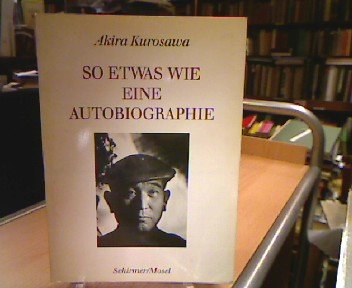 Akira Kurosawa
SO ETWAS WIE
EINE
AUTOBIOGRAPHIE
Schirmer/Mosel